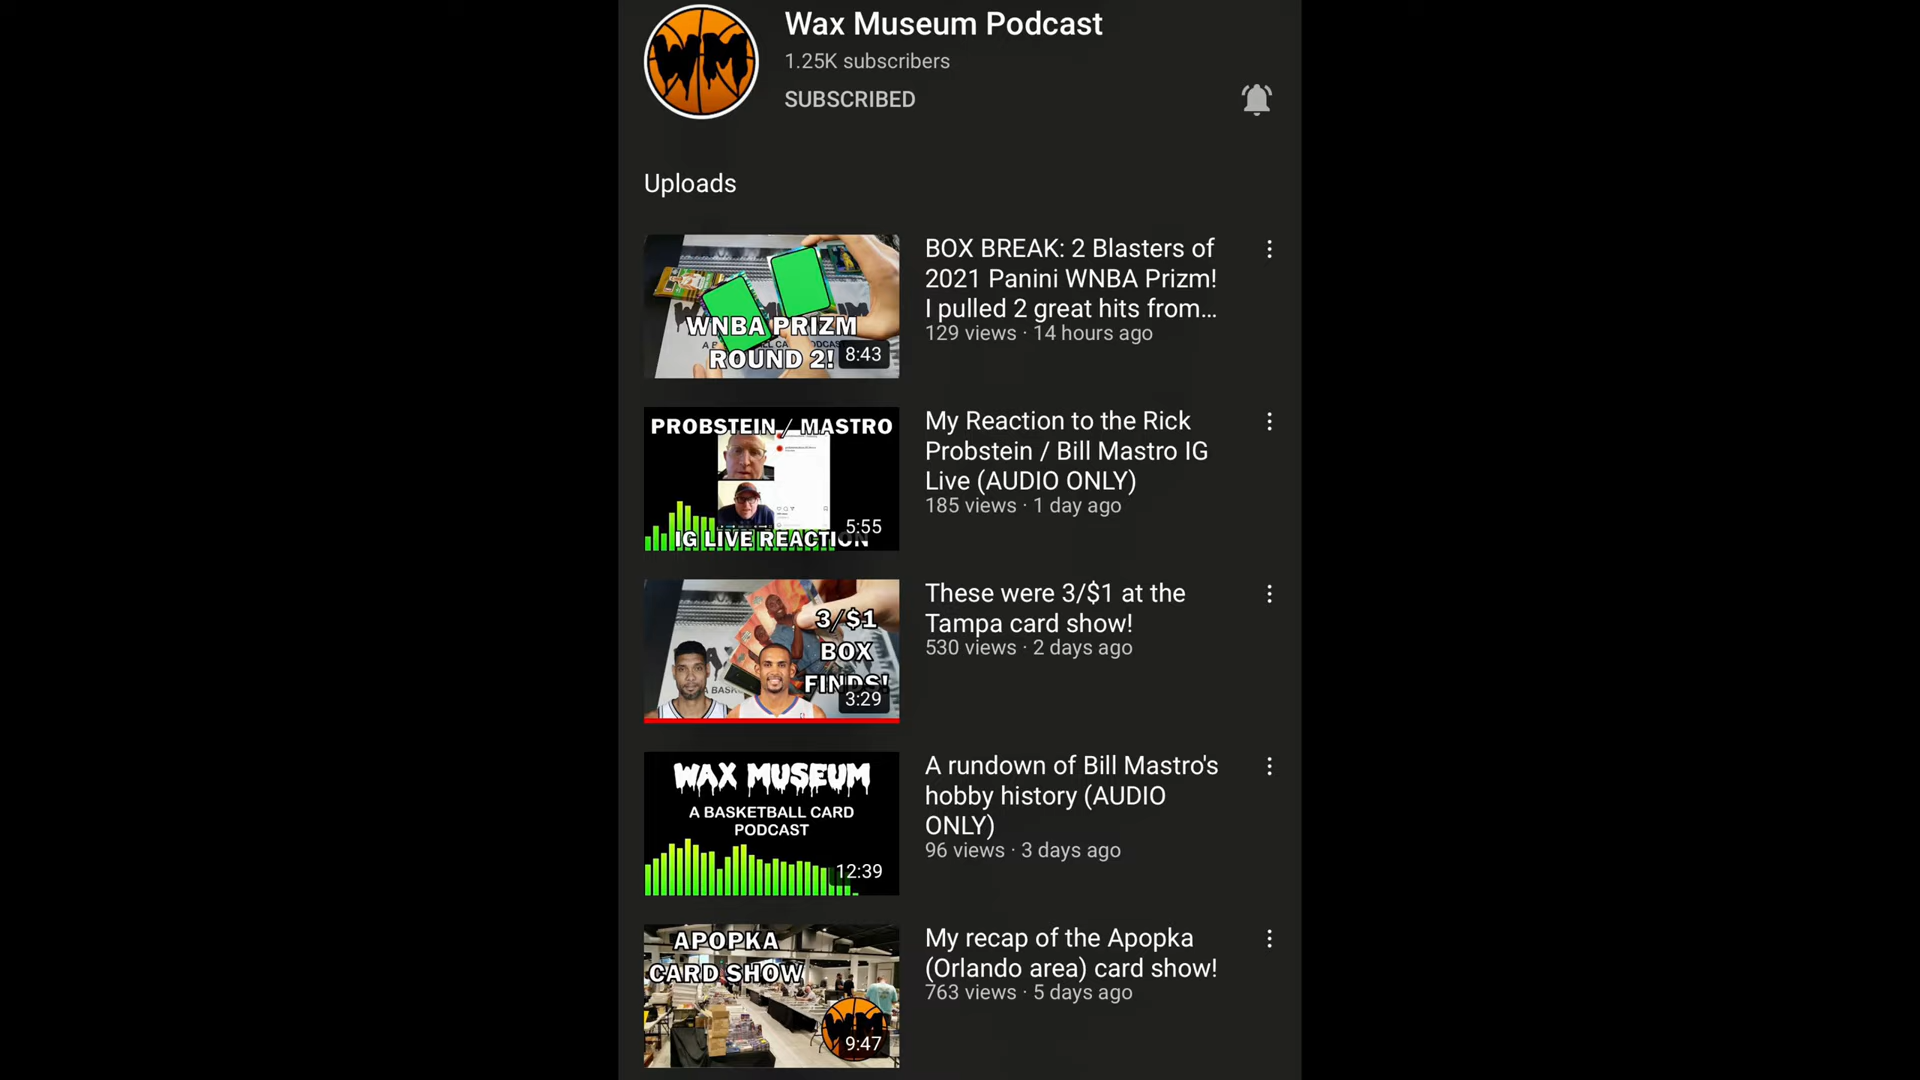 Wax Museum Podcast
1.25K subscribers
SUBSCRIBED
Uploads
WNBA PRIZM
ROUND 2!
8:43
BOX BREAK: 2 Blasters of
2021 Panini WNBA Prizm!
I pulled 2 great hits from...
129 views · 14 hours ago
PROBSTEIN / MASTRO
IG LIVE REACTION
5:55
My Reaction to the Rick
Probstein / Bill Mastro IG
Live (AUDIO ONLY)
185 views · 1 day ago
3/$1
BOX
FINDS!
3:29
These were 3/$1 at the
Tampa card show!
530 views · 2 days ago
WAX MUSEUM
A BASKETBALL CARD
PODCAST
12:39
A rundown of Bill Mastro's
hobby history (AUDIO
ONLY)
96 views · 3 days ago
APOPKA
CARD SHOW
WM
9:47
My recap of the Apopka
(Orlando area) card show!
763 views · 5 days ago